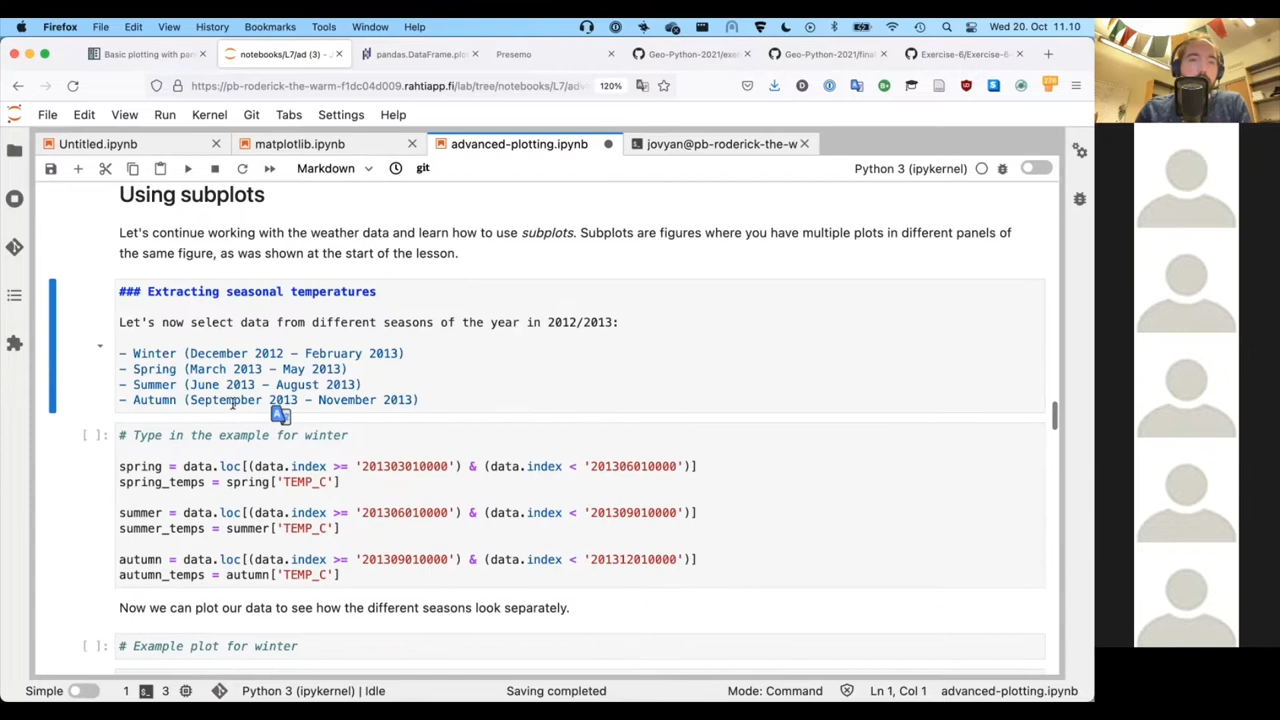 Firefox File Edit View History Bookmarks Tools Window Help Wed 20. Oct 11.10
Basic plotting with pan notebooks/L7/ad (3) - J pandas.DataFrame.plo Presemo Geo-Python-2021/exe Geo-Python-2021/fina Exercise-6/Exercise-6-
https://pb-roderick-the-warm-f1dc04d009.rahtiapp.fi/lab/tree/notebooks/L7/adv 120%
File Edit View Run Kernel Git Tabs Settings Help
Untitled.ipynb matplotlib.ipynb advanced-plotting.ipynb jovyan@pb-roderick-the-w
Markdown git Python 3 (ipykernel)
Using subplots
Let's continue working with the weather data and learn how to use subplots. Subplots are figures where you have multiple plots in different panels of
the same figure, as was shown at the start of the lesson.
### Extracting seasonal temperatures
Let's now select data from different seasons of the year in 2012/2013:
- Winter (December 2012 - February 2013)
- Spring (March 2013 - May 2013)
- Summer (June 2013 - August 2013)
- Autumn (September 2013 - November 2013)
[ ]: # Type in the example for winter
spring = data.loc[(data.index >= '201303010000') & (data.index < '201306010000')]
spring_temps = spring['TEMP_C']
summer = data.loc[(data.index >= '201306010000') & (data.index < '201309010000')]
summer_temps = summer['TEMP_C']
autumn = data.loc[(data.index >= '201309010000') & (data.index < '201312010000')]
autumn_temps = autumn['TEMP_C']
Now we can plot our data to see how the different seasons look separately.
[ ]: # Example plot for winter
Simple 1 3 Python 3 (ipykernel) | Idle Saving completed Mode: Command Ln 1, Col 1 advanced-plotting.ipynb